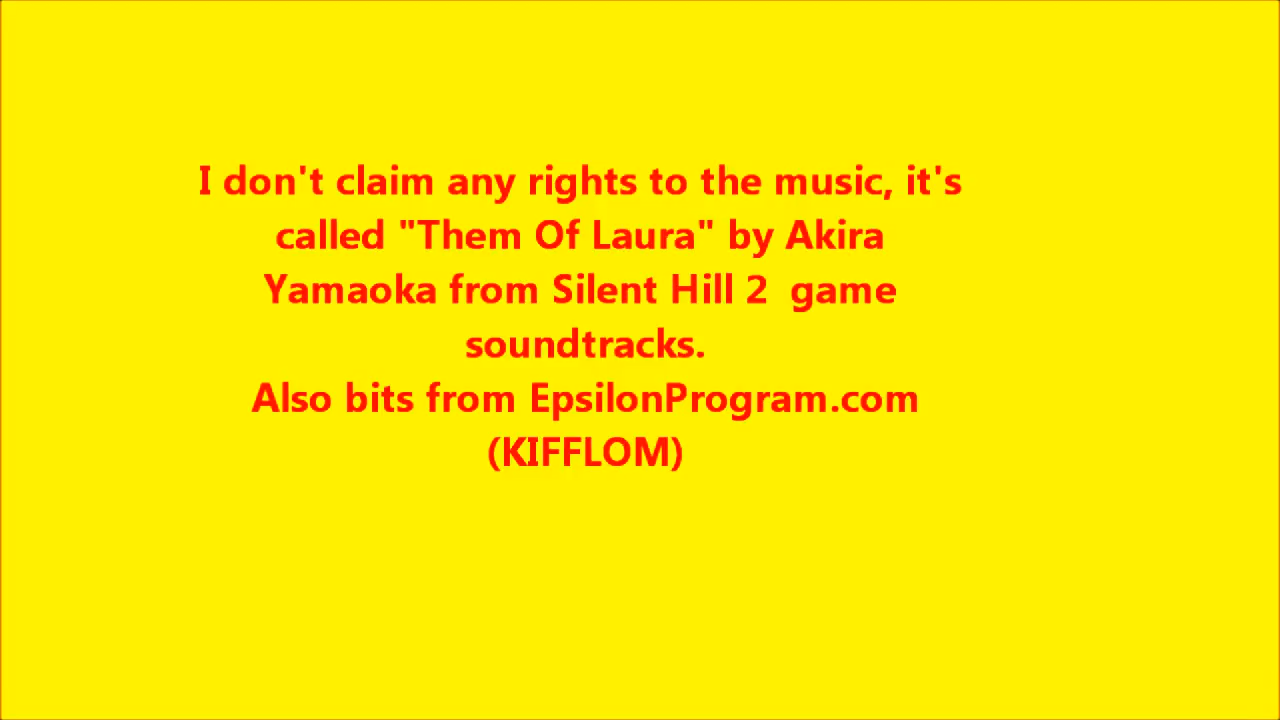 I don't claim any rights to the music, it's
called "Them Of Laura" by Akira
Yamaoka from Silent Hill 2  game
soundtracks.
Also bits from EpsilonProgram.com
(KIFFLOM)